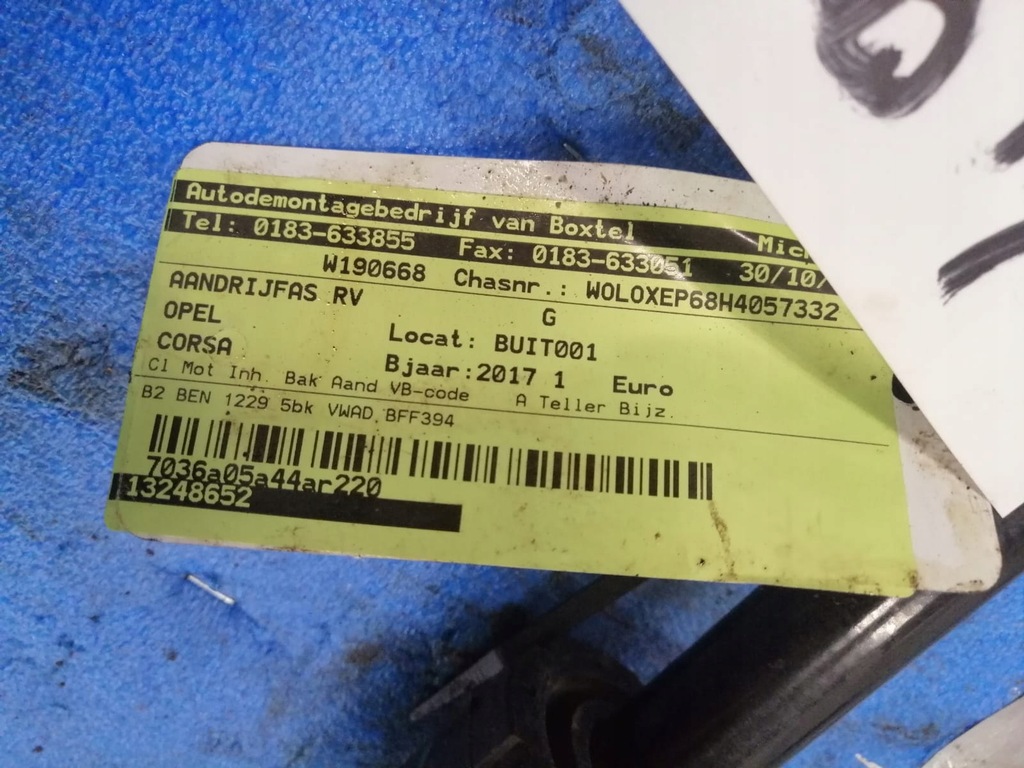 Autodemontagebedrijf van Boxtel
Tel: 0183-633855 Fax: 0183-633051 30/10/
W190668 Chasnr.: WOLOXEP68H4057332
AANDRIJFAS RV G
OPEL Locat: BUIT001
CORSA Bjaar:2017 1 Euro
Cl Mot Inh. Bak Aand VB-code A Teller Bijz.
B2 BEN 1229 5bk VWAD BFF394
7036a05a44ar220
13248652